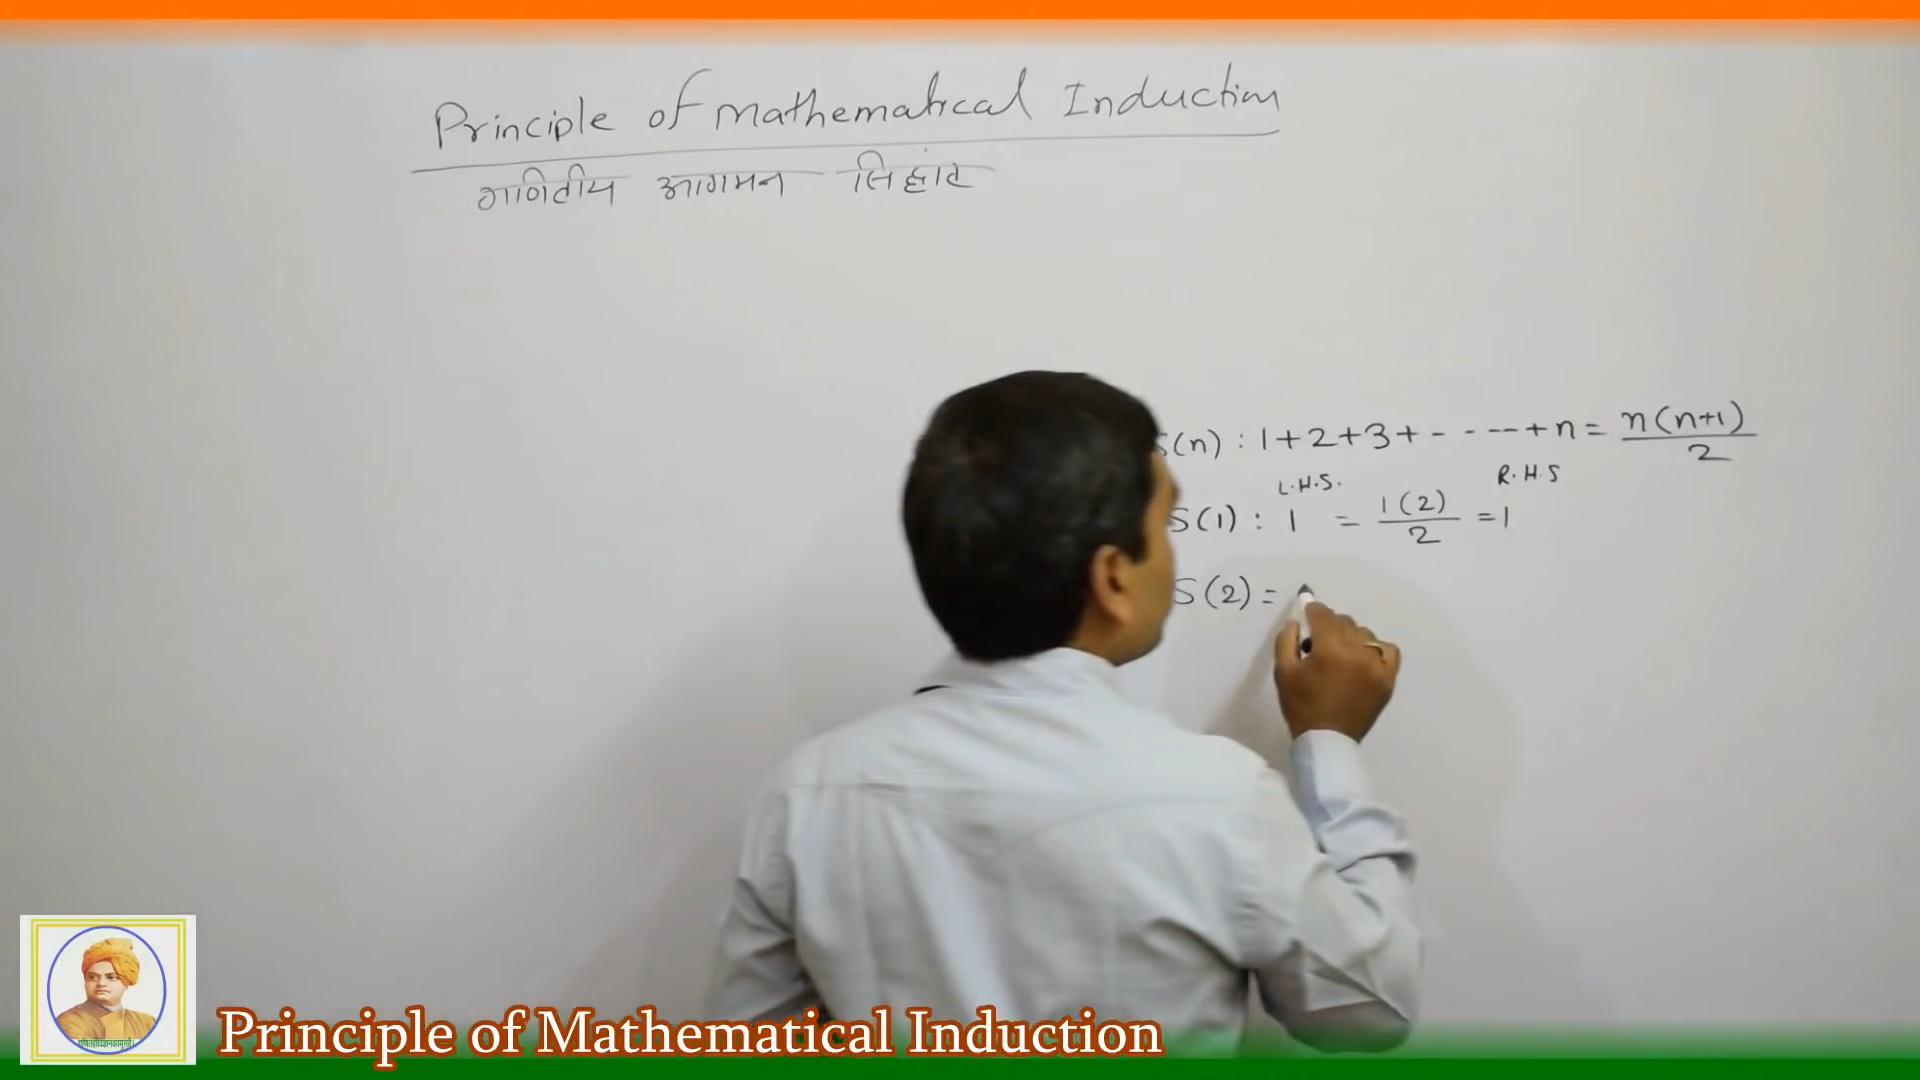 Principle of Mathematical Induction
गणितीय आगमन सिद्धांत
S(n) : 1+2+3+- - --+n = n(n+1)/2
L.H.S. R.H.S
S(1) : 1 = 1(2)/2 =1
S(2) =
Principle of Mathematical Induction